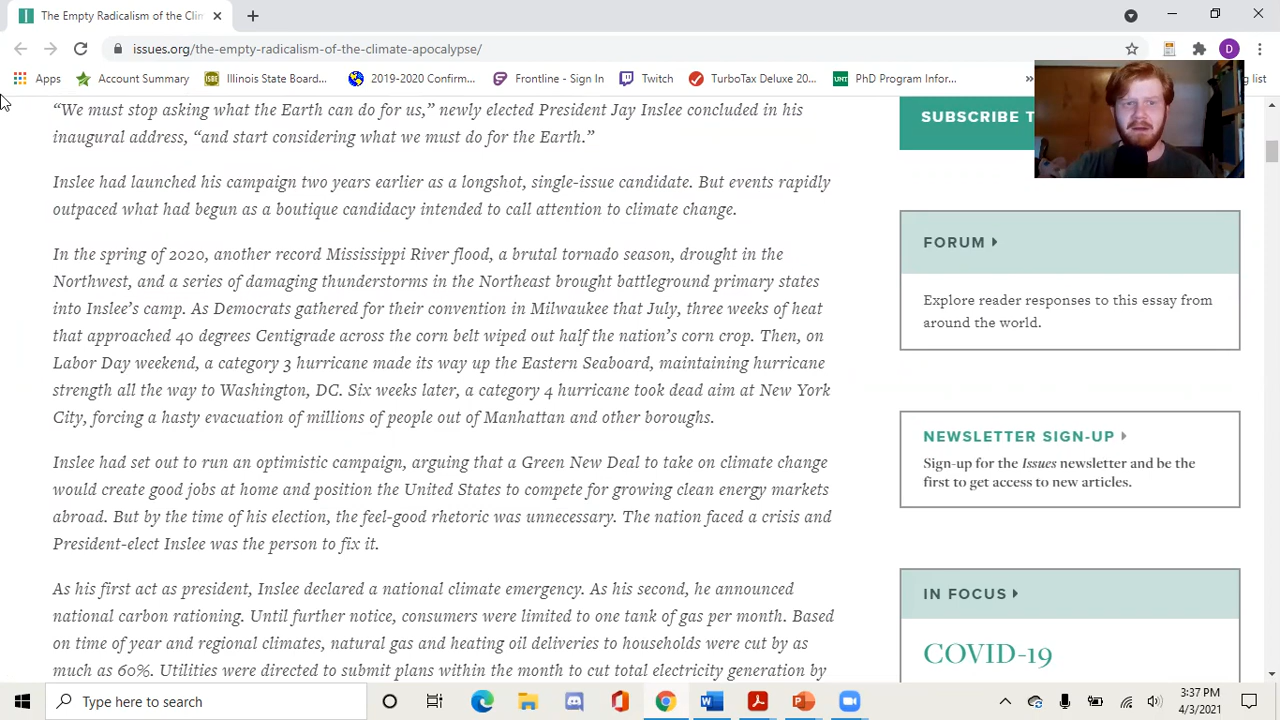 The Empty Radicalism of the Clim
issues.org/the-empty-radicalism-of-the-climate-apocalypse/
D
Apps
Account Summary
ISBE
Illinois State Board...
2019-2020 Confirm...
Frontline - Sign In
Twitch
TurboTax Deluxe 20...
UNT
PhD Program Infor...
»
g list
“We must stop asking what the Earth can do for us,” newly elected President Jay Inslee concluded in his
inaugural address, “and start considering what we must do for the Earth.”
Inslee had launched his campaign two years earlier as a longshot, single-issue candidate. But events rapidly
outpaced what had begun as a boutique candidacy intended to call attention to climate change.
In the spring of 2020, another record Mississippi River flood, a brutal tornado season, drought in the
Northwest, and a series of damaging thunderstorms in the Northeast brought battleground primary states
into Inslee’s camp. As Democrats gathered for their convention in Milwaukee that July, three weeks of heat
that approached 40 degrees Centigrade across the corn belt wiped out half the nation’s corn crop. Then, on
Labor Day weekend, a category 3 hurricane made its way up the Eastern Seaboard, maintaining hurricane
strength all the way to Washington, DC. Six weeks later, a category 4 hurricane took dead aim at New York
City, forcing a hasty evacuation of millions of people out of Manhattan and other boroughs.
Inslee had set out to run an optimistic campaign, arguing that a Green New Deal to take on climate change
would create good jobs at home and position the United States to compete for growing clean energy markets
abroad. But by the time of his election, the feel-good rhetoric was unnecessary. The nation faced a crisis and
President-elect Inslee was the person to fix it.
As his first act as president, Inslee declared a national climate emergency. As his second, he announced
national carbon rationing. Until further notice, consumers were limited to one tank of gas per month. Based
on time of year and regional climates, natural gas and heating oil deliveries to households were cut by as
much as 60%. Utilities were directed to submit plans within the month to cut total electricity generation by
SUBSCRIBE T
FORUM
Explore reader responses to this essay from
around the world.
NEWSLETTER SIGN-UP
Sign-up for the Issues newsletter and be the
first to get access to new articles.
IN FOCUS
COVID-19
Type here to search
3:37 PM
4/3/2021